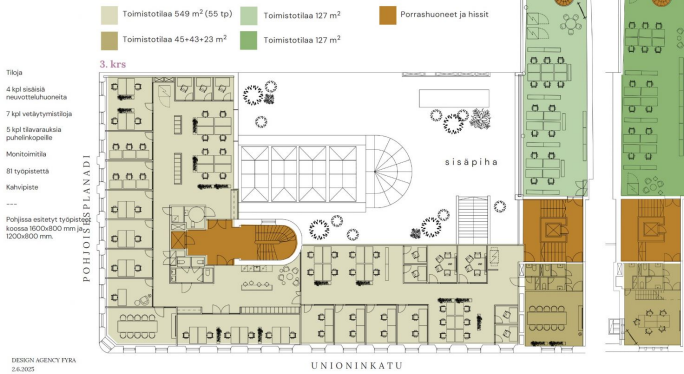 Toimistotilaa 549 m² (55 tp)
Toimistotilaa 127 m²
Porrashuoneet ja hissit
Toimistotilaa 45+43+23 m²
Toimistotilaa 127 m²
3. krs
Tiloja
4 kpl sisäisiä
neuvotteluhuoneita
7 kpl vetäytymistiloja
5 kpl tilavarauksia
puhelinkopeille
Monitoimitila
81 työpistettä
Kahvipiste
---
Pohjissa esitetyt työpisteet
koossa 1600x800 mm ja
1200x800 mm.
POHJOISESPLANADI
sisäpiha
UNIONINKATU
DESIGN AGENCY FYRA
2.6.2025